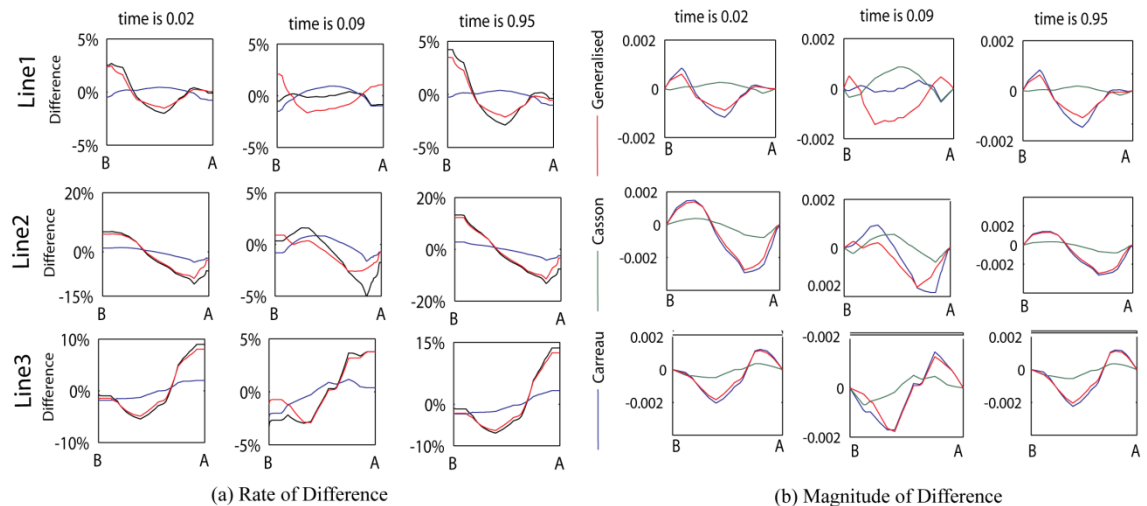 time is 0.02 time is 0.09 time is 0.95
Line1
Difference
5% 5% 5%
0% 0% 0%
-5% -5% -5%
B A B A B A
Line2
Difference
20% 5% 20%
0% 0% 0%
-15% -5% -20%
B A B A B A
Line3
Difference
10% 5% 15%
0% 0% 0%
-10% -5% -10%
B A B A B A
(a) Rate of Difference
Generalised
Casson
Carreau
time is 0.02 time is 0.09 time is 0.95
0.002 0.002 0.002
0 0 0
-0.002 -0.002 -0.002
B A B A B A
0.002 0.002 0.002
0 0 0
-0.002 0.002 -0.002
B A B A B A
0.002 -0.002 0.002
0 0 0
-0.002 -0.002 -0.002
B A B A B A
(b) Magnitude of Difference